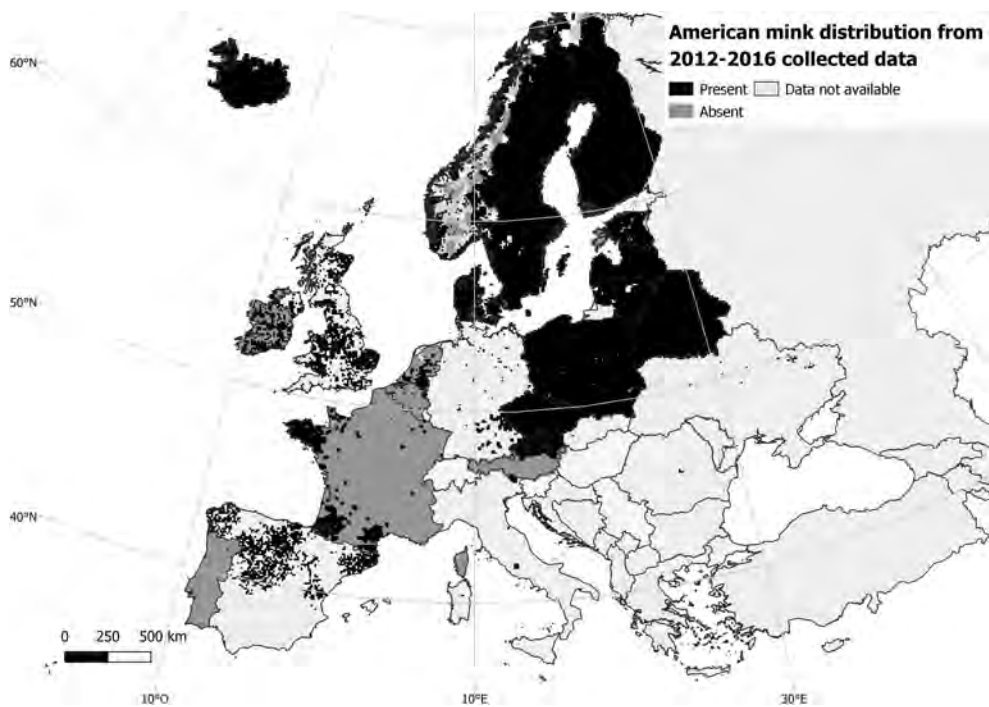 American mink distribution from
2012-2016 collected data
Present Data not available
Absent
60°N
50°N
40°N
0 250 500 km
10°O
10°E
30°E